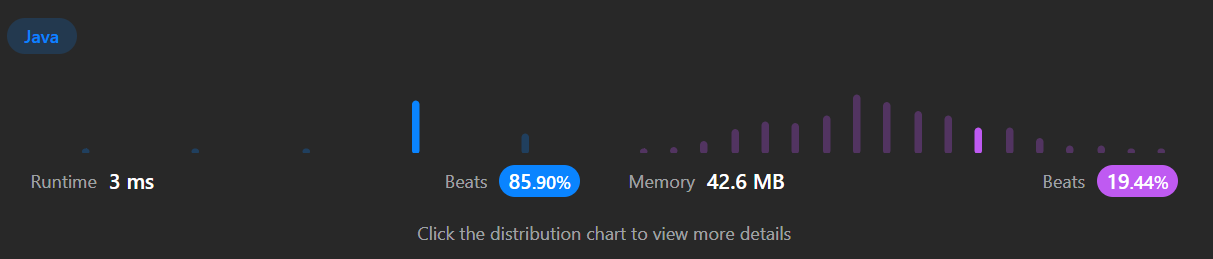 Java
Runtime 3 ms Beats 85.90% Memory 42.6 MB Beats 19.44%
Click the distribution chart to view more details